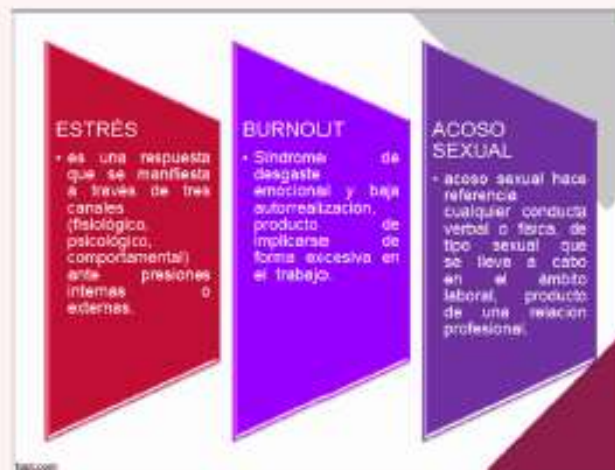 ESTRÉS
• es una respuesta
que se manifiesta
a través de tres
canales
(fisiológico,
psicológico,
comportamental)
ante presiones
internas o
externas.
BURNOUT
• Síndrome de
desgaste
emocional y baja
autorrealización,
producto de
implicarse de
forma excesiva en
el trabajo.
ACOSO
SEXUAL
• acoso sexual hace
referencia
cualquier conducta
verbal o física, de
tipo sexual que
se lleva a cabo
en el ámbito
laboral, producto
de una relación
profesional.